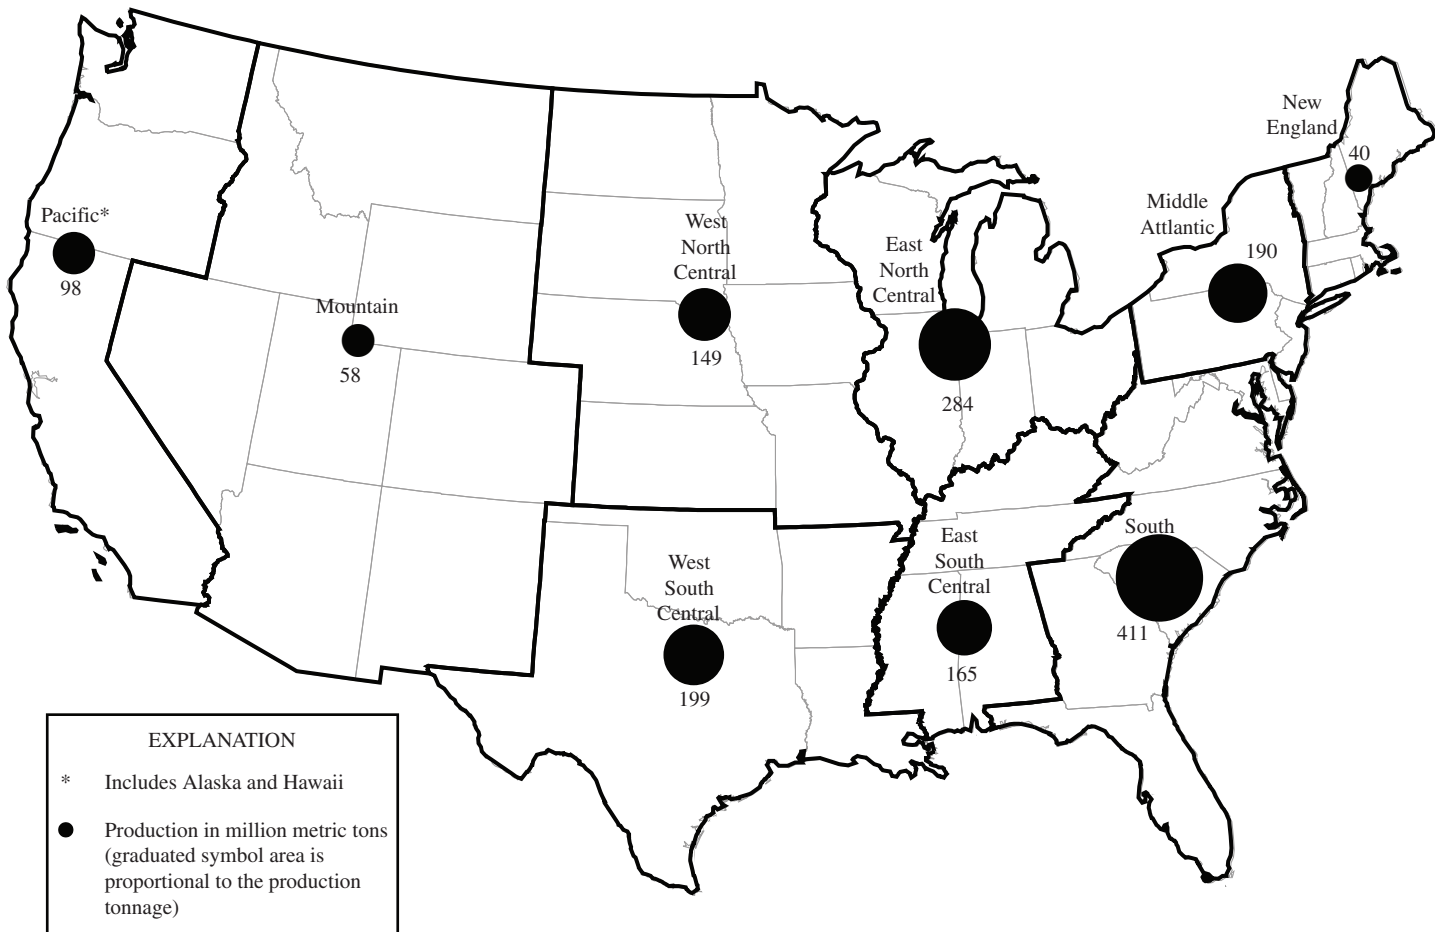 New
England
40
Middle
Attlantic
190
Pacific*
98
West
North
Central
149
East
North
Central
284
Mountain
58
South
411
East
South
Central
165
West
South
Central
199
EXPLANATION
* Includes Alaska and Hawaii
Production in million metric tons
(graduated symbol area is
proportional to the production
tonnage)